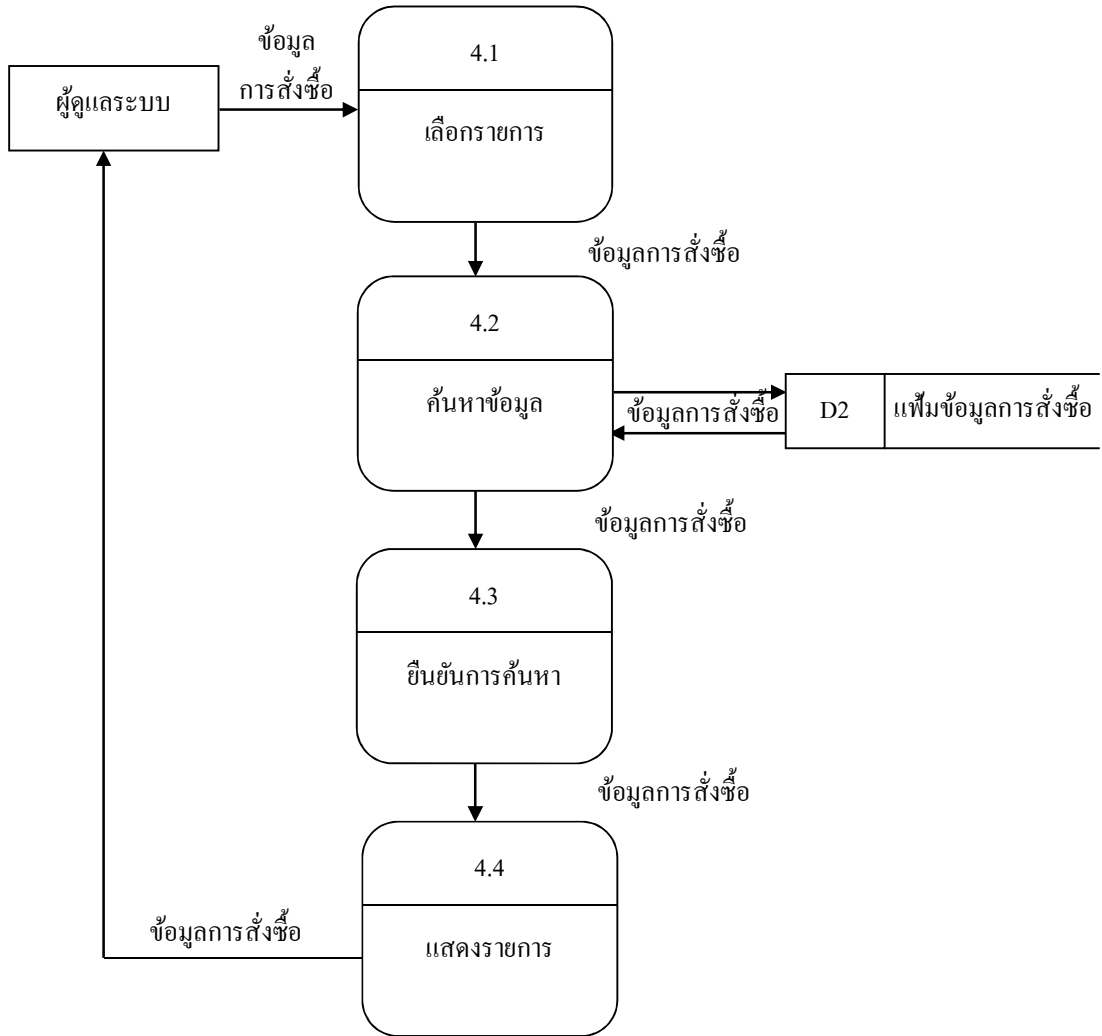 ข้อมูล
การสั่งซื้อ
ผู้ดูแลระบบ
4.1
เลือกรายการ
ข้อมูลการสั่งซื้อ
4.2
ค้นหาข้อมูล
ข้อมูลการสั่งซื้อ
D2
แฟ้มข้อมูลการสั่งซื้อ
ข้อมูลการสั่งซื้อ
4.3
ยืนยันการค้นหา
ข้อมูลการสั่งซื้อ
4.4
ข้อมูลการสั่งซื้อ
แสดงรายการ